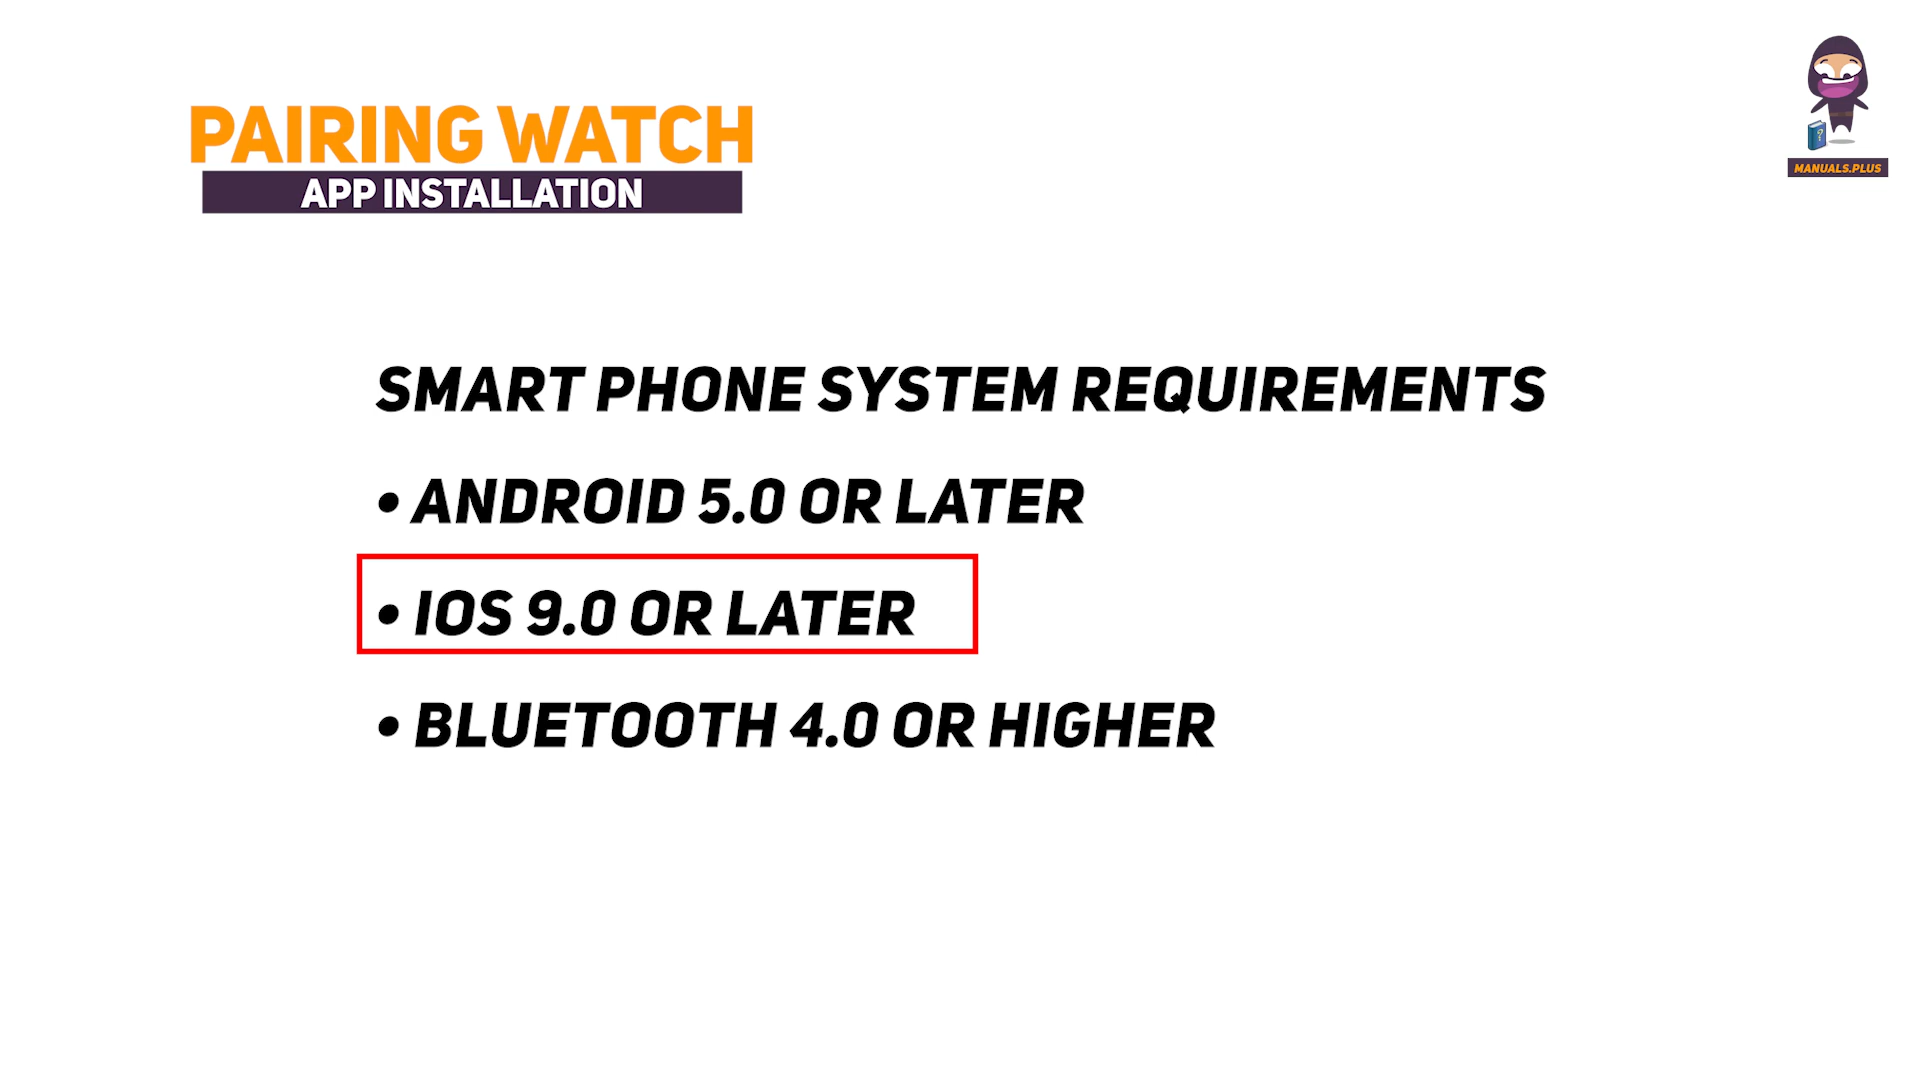 PAIRING WATCH
APP INSTALLATION
MANUALS.PLUS
SMART PHONE SYSTEM REQUIREMENTS
• ANDROID 5.0 OR LATER
• IOS 9.0 OR LATER
• BLUETOOTH 4.0 OR HIGHER